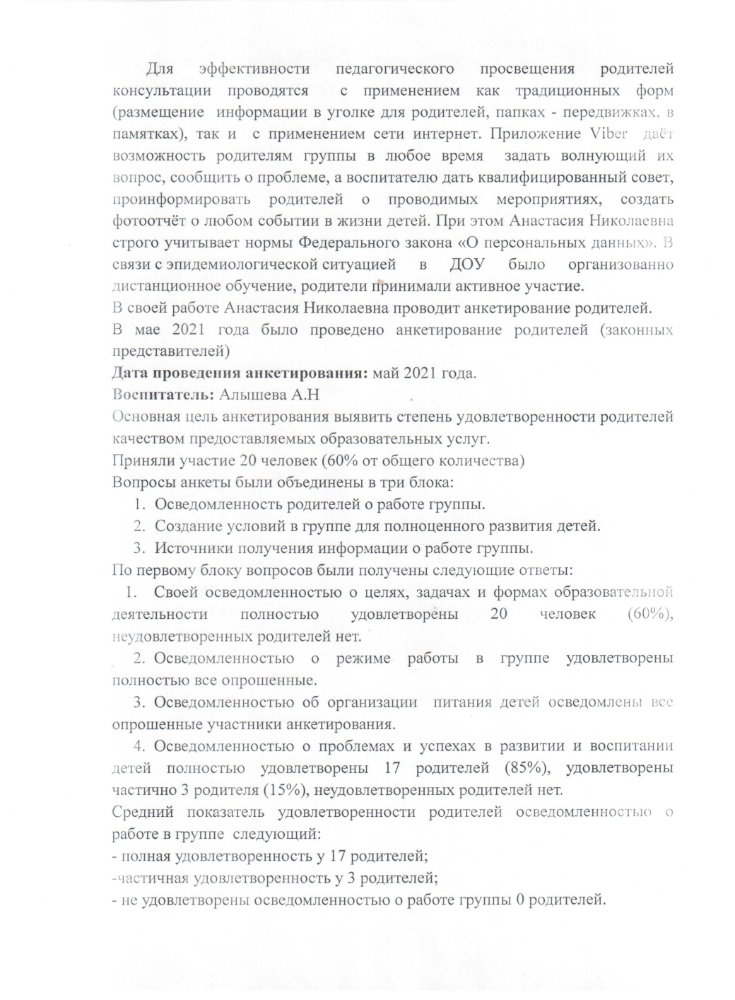 Для эффективности педагогического просвещения родителей
консультации проводятся с применением как традиционных форм
(размещение информации в уголке для родителей, папках - передвижках, в
памятках), так и с применением сети интернет. Приложение Viber даёт
возможность родителям группы в любое время задать волнующий их
вопрос, сообщить о проблеме, а воспитателю дать квалифицированный совет,
проинформировать родителей о проводимых мероприятиях, создать
фотоотчёт о любом событии в жизни детей. При этом Анастасия Николаевна
строго учитывает нормы Федерального закона «О персональных данных». В
связи с эпидемиологической ситуацией в ДОУ было организованно
дистанционное обучение, родители принимали активное участие.
В своей работе Анастасия Николаевна проводит анкетирование родителей.
В мае 2021 года было проведено анкетирование родителей (законных
представителей)
Дата проведения анкетирования: май 2021 года.
Воспитатель: Алышева А.Н
Основная цель анкетирования выявить степень удовлетворенности родителей
качеством предоставляемых образовательных услуг.
Приняли участие 20 человек (60% от общего количества)
Вопросы анкеты были объединены в три блока:
1. Осведомленность родителей о работе группы.
2. Создание условий в группе для полноценного развития детей.
3. Источники получения информации о работе группы.
По первому блоку вопросов были получены следующие ответы:
1. Своей осведомленностью о целях, задачах и формах образовательной
деятельности полностью удовлетворены 20 человек (60%),
неудовлетворенных родителей нет.
2. Осведомленностью о режиме работы в группе удовлетворены
полностью все опрошенные.
3. Осведомленностью об организации питания детей осведомлены все
опрошенные участники анкетирования.
4. Осведомленностью о проблемах и успехах в развитии и воспитании
детей полностью удовлетворены 17 родителей (85%), удовлетворены
частично 3 родителя (15%), неудовлетворенных родителей нет.
Средний показатель удовлетворенности родителей осведомленностью о
работе в группе следующий:
- полная удовлетворенность у 17 родителей;
-частичная удовлетворенность у 3 родителей;
- не удовлетворены осведомленностью о работе группы 0 родителей.